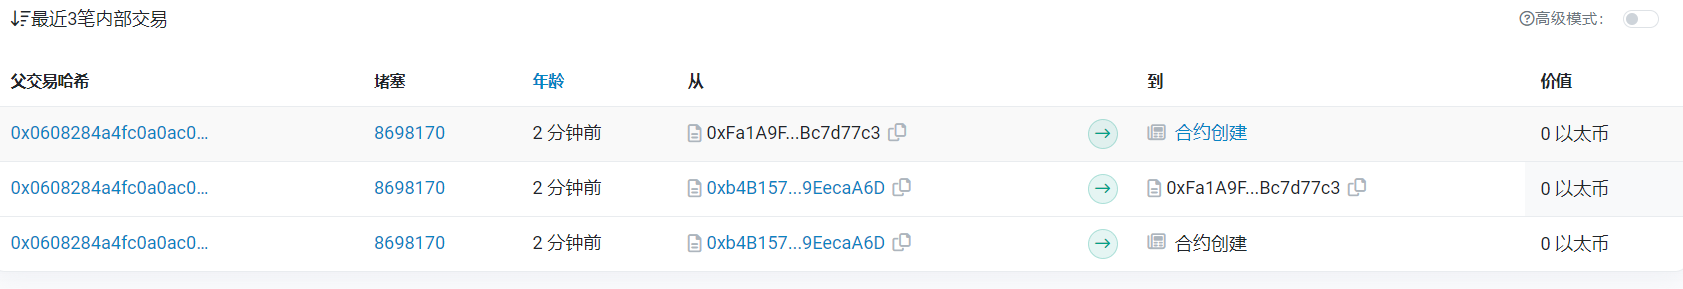 最近3笔内部交易 高级模式：
父交易哈希 堵塞 年龄 从 到 价值
0x0608284a4fc0a0ac0... 8698170 2 分钟前 0xFa1A9F...Bc7d77c3 合约创建 0 以太币
0x0608284a4fc0a0ac0... 8698170 2 分钟前 0xb4B157...9EecaA6D 0xFa1A9F...Bc7d77c3 0 以太币
0x0608284a4fc0a0ac0... 8698170 2 分钟前 0xb4B157...9EecaA6D 合约创建 0 以太币